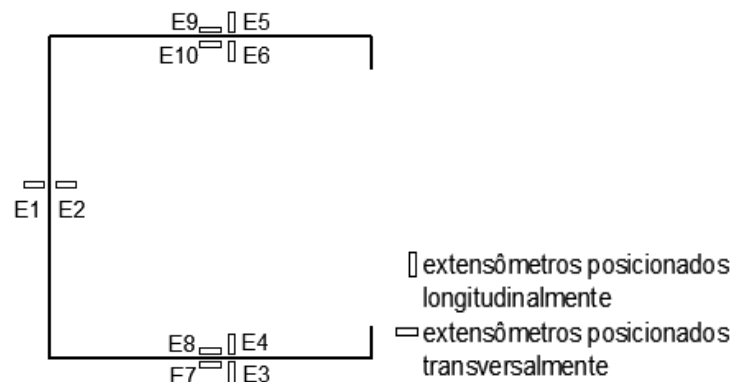 E9 E5
E10 E6
E1 E2
extensômetros posicionados
longitudinalmente
E8 E4
extensômetros posicionados
transversalmente
E7 E3